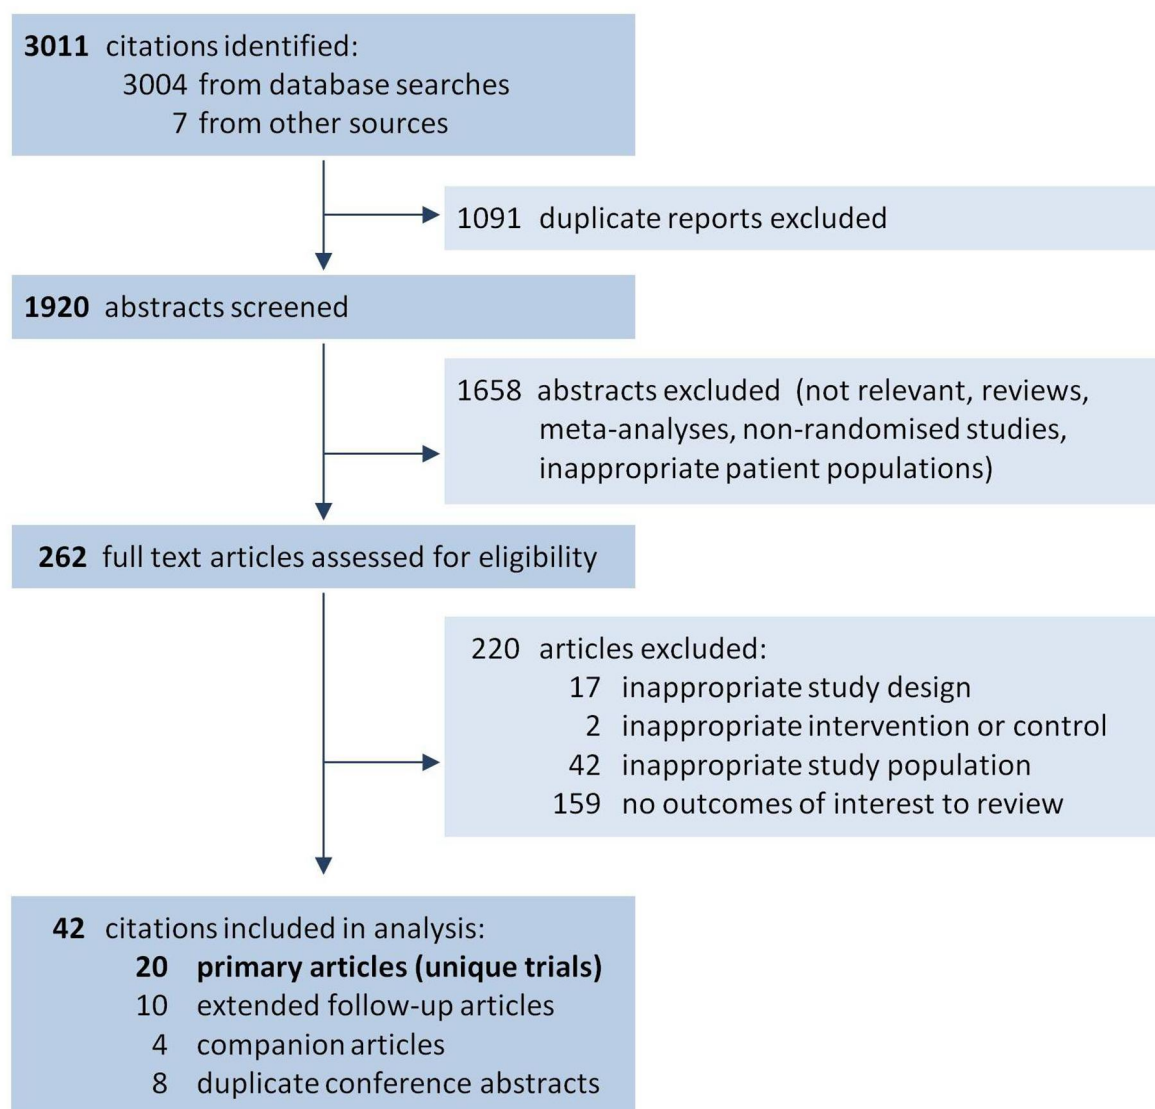 3011 citations identified:
3004 from database searches
7 from other sources
1091 duplicate reports excluded
1920 abstracts screened
1658 abstracts excluded (not relevant, reviews,
meta-analyses, non-randomised studies,
inappropriate patient populations)
262 full text articles assessed for eligibility
220 articles excluded:
17 inappropriate study design
2 inappropriate intervention or control
42 inappropriate study population
159 no outcomes of interest to review
42 citations included in analysis:
20 primary articles (unique trials)
10 extended follow-up articles
4 companion articles
8 duplicate conference abstracts